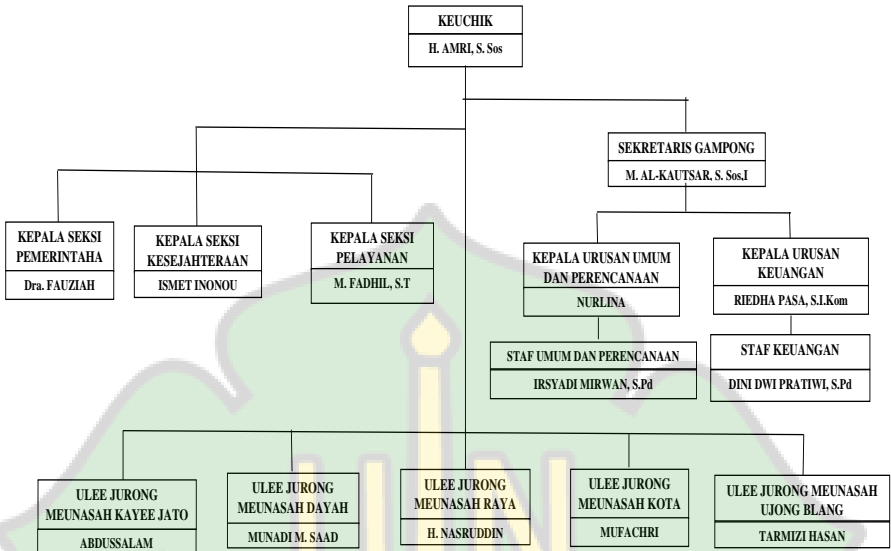 KEUCHIK
H. AMRI, S. Sos
SEKRETARIS GAMPONG
M. AL-KAUTSAR, S. Sos,I
KEPALA SEKSI
PEMERINTAHA
Dra. FAUZIAH
KEPALA SEKSI
KESEJAHTERAAN
ISMET INONOU
KEPALA SEKSI
PELAYANAN
M. FADHIL, S.T
KEPALA URUSAN UMUM
DAN PERENCANAAN
NURLINA
KEPALA URUSAN
KEUANGAN
RIEDHA PASA, S.I.Kom
STAF UMUM DAN PERENCANAAN
IRSYADI MIRWAN, S.Pd
STAF KEUANGAN
DINI DWI PRATIWI, S.Pd
ULEE JURONG
MEUNASAH KAYEE JATO
ABDUSSALAM
ULEE JURONG
MEUNASAH DAYAH
MUNADI M. SAAD
ULEE JURONG
MEUNASAH RAYA
H. NASRUDDIN
ULEE JURONG
MEUNASAH KOTA
MUFACHRI
ULEE JURONG MEUNASAH
UJONG BLANG
TARMIZI HASAN